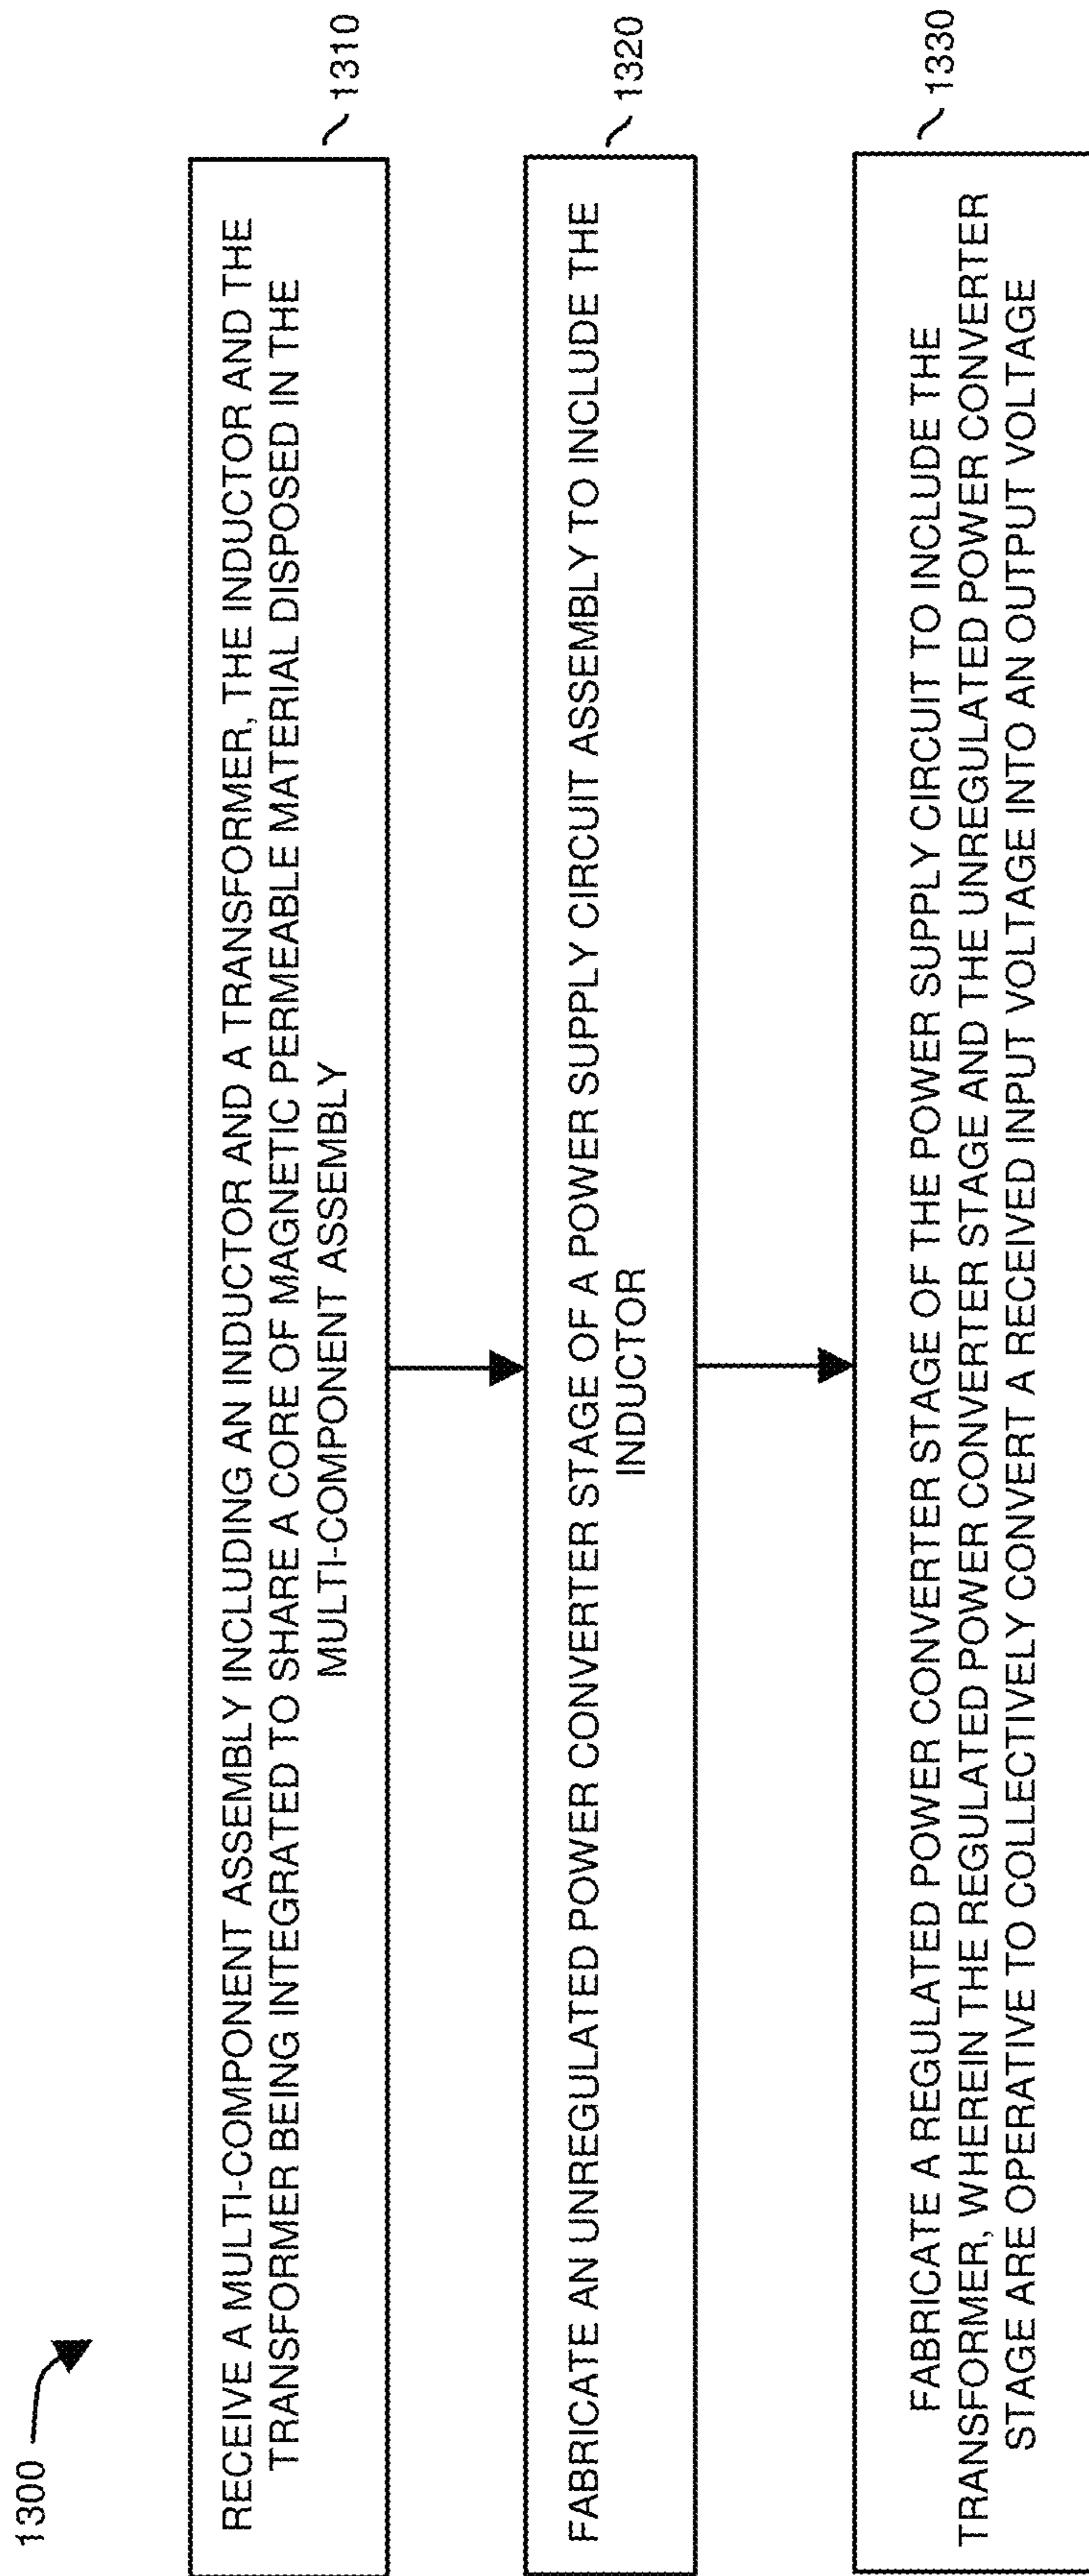 1300
RECEIVE A MULTI-COMPONENT ASSEMBLY INCLUDING AN INDUCTOR AND A TRANSFORMER, THE INDUCTOR AND THE
TRANSFORMER BEING INTEGRATED TO SHARE A CORE OF MAGNETIC PERMEABLE MATERIAL DISPOSED IN THE
MULTI-COMPONENT ASSEMBLY
1310
FABRICATE AN UNREGULATED POWER CONVERTER STAGE OF A POWER SUPPLY CIRCUIT ASSEMBLY TO INCLUDE THE
INDUCTOR
1320
FABRICATE A REGULATED POWER CONVERTER STAGE OF THE POWER SUPPLY CIRCUIT TO INCLUDE THE
TRANSFORMER, WHEREIN THE REGULATED POWER CONVERTER STAGE AND THE UNREGULATED POWER CONVERTER
STAGE ARE OPERATIVE TO COLLECTIVELY CONVERT A RECEIVED INPUT VOLTAGE INTO AN OUTPUT VOLTAGE
1330